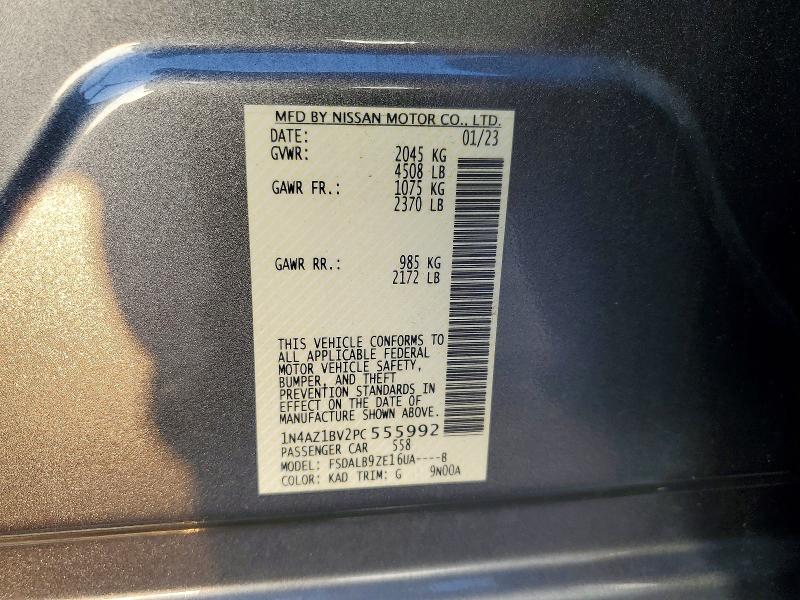 MFD BY NISSAN MOTOR CO., LTD.
DATE: 01/23
GVWR: 2045 KG
4508 LB
GAWR FR.: 1075 KG
2370 LB
GAWR RR.: 985 KG
2172 LB
THIS VEHICLE CONFORMS TO
ALL APPLICABLE FEDERAL
MOTOR VEHICLE SAFETY,
BUMPER, AND THEFT
PREVENTION STANDARDS IN
EFFECT ON THE DATE OF
MANUFACTURE SHOWN ABOVE.
1N4AZ1BV2PC 555992
PASSENGER CAR 558
MODEL: FSDALB9ZE16UA----B
COLOR: KAD TRIM: G 9N00A